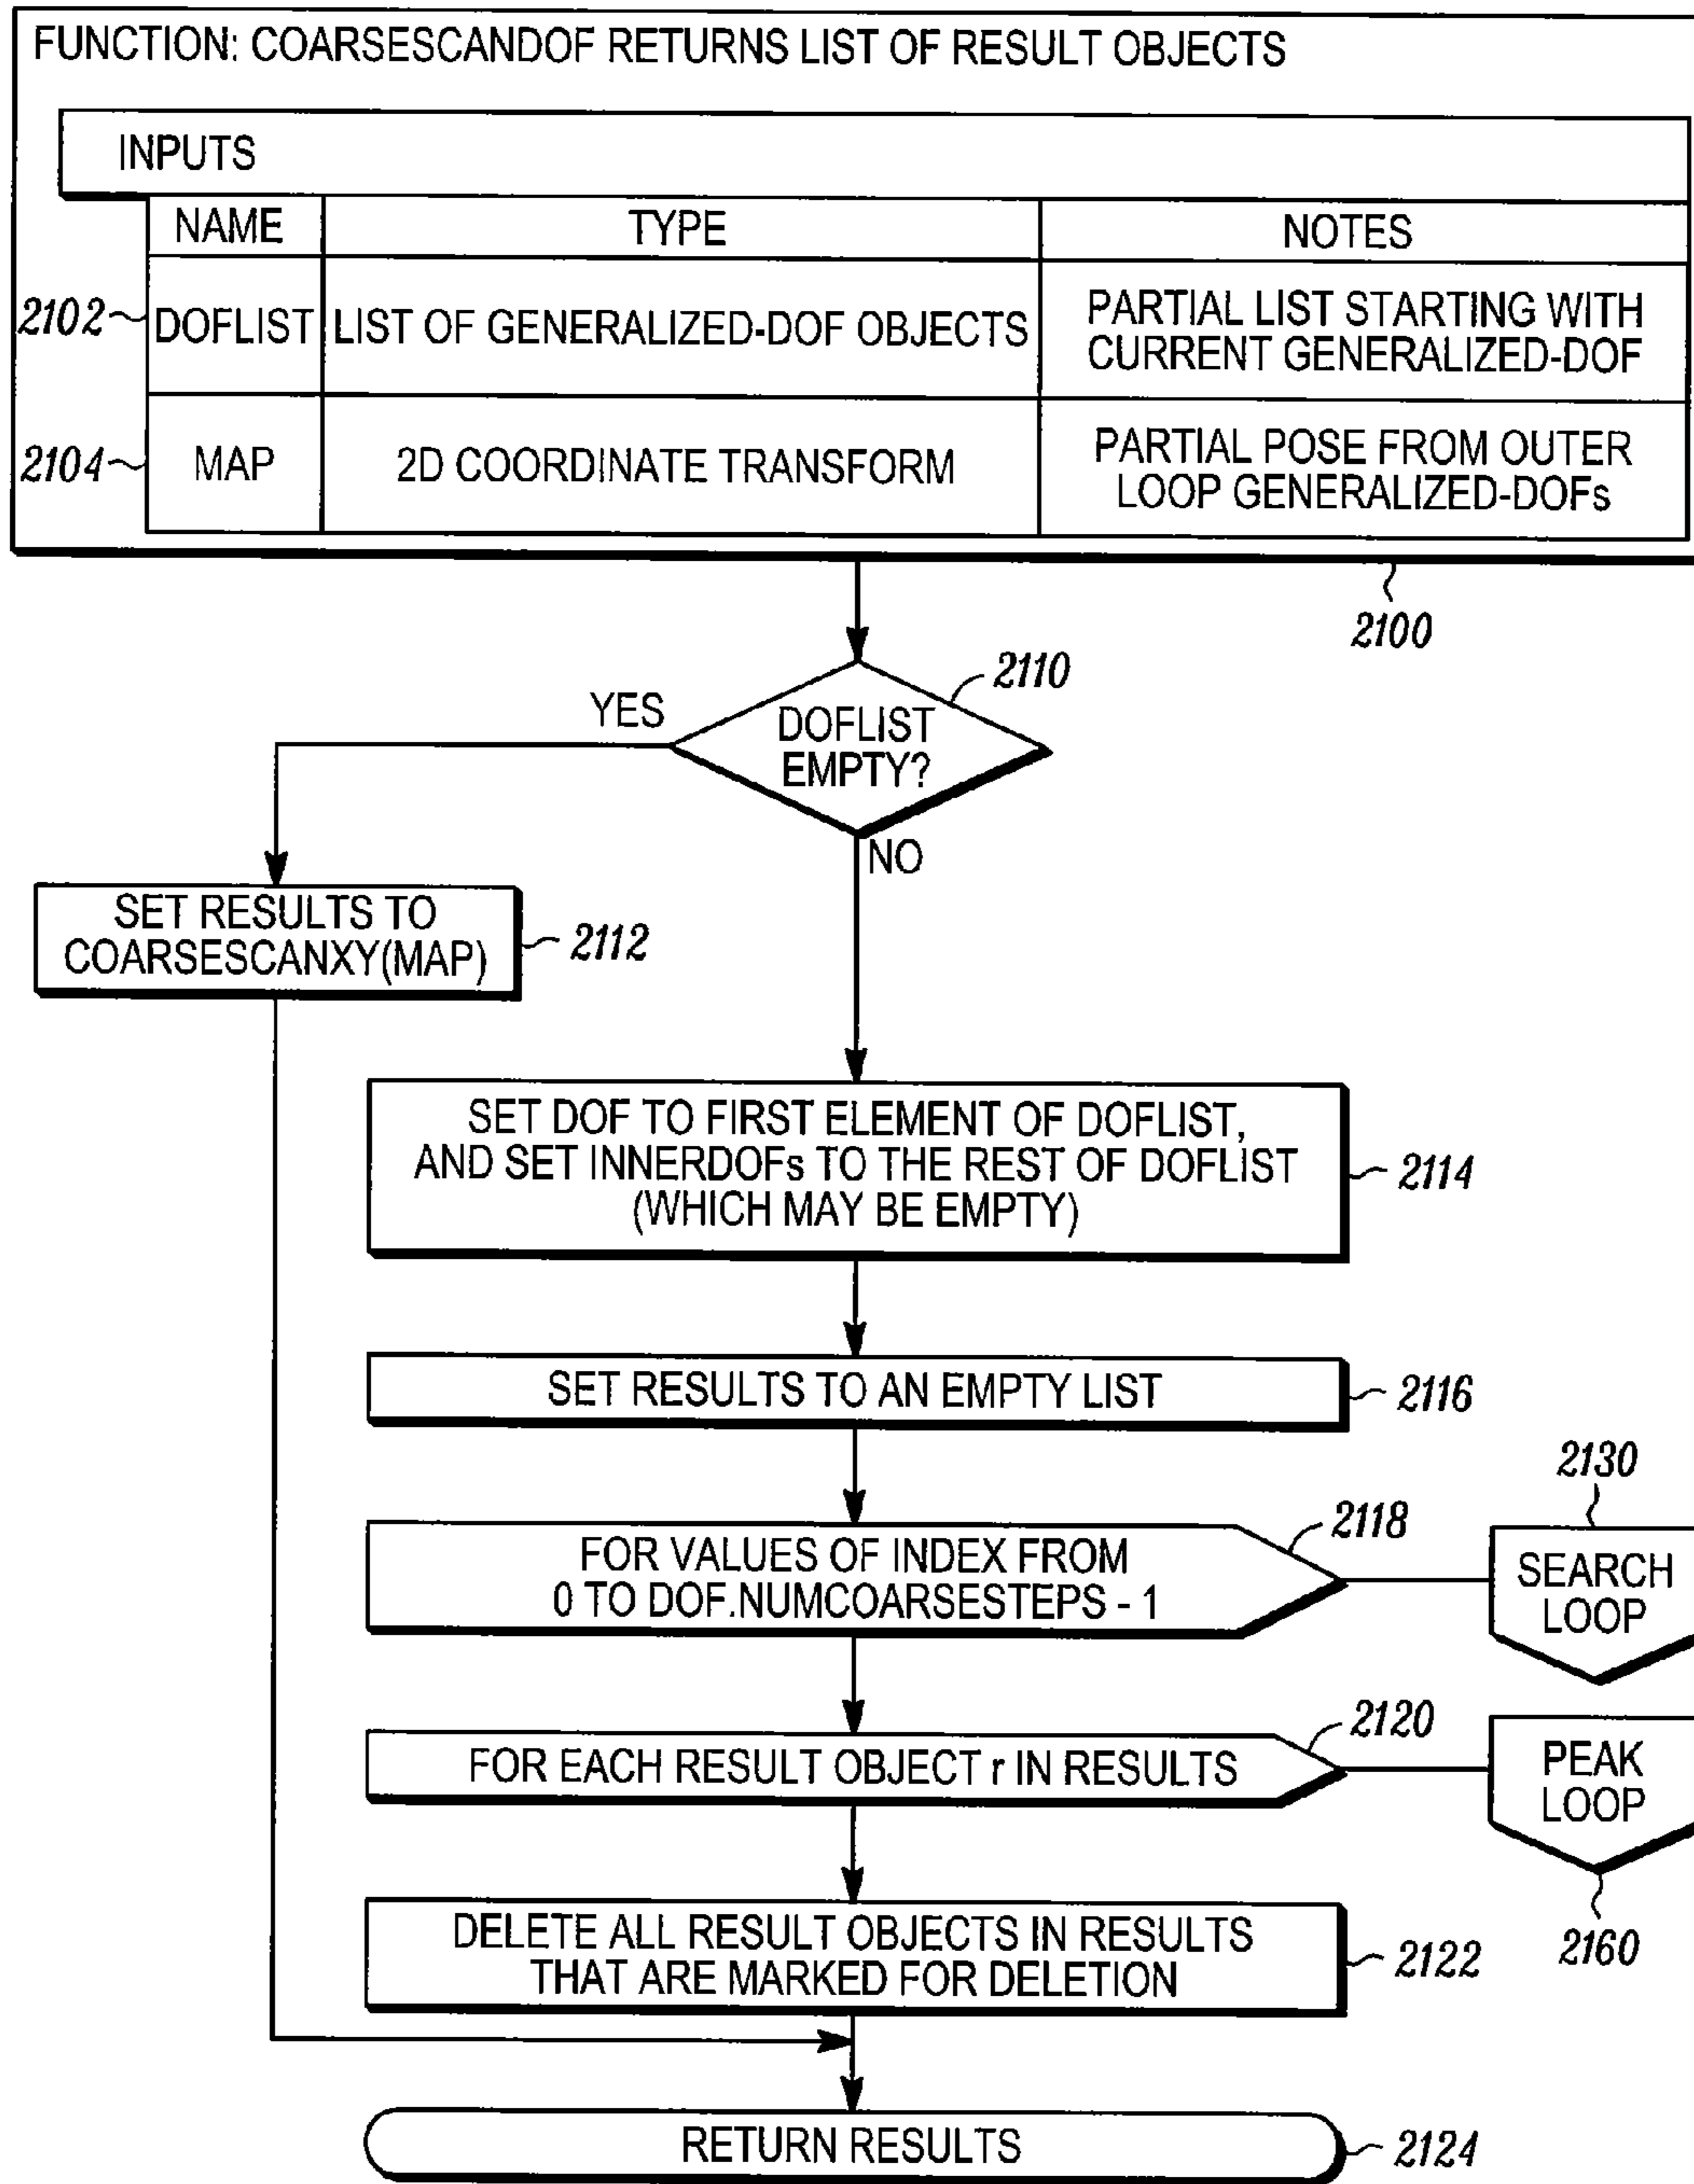 FUNCTION: COARSESCANDOF RETURNS LIST OF RESULT OBJECTS
INPUTS
NAME TYPE NOTES
2102 DOFLIST LIST OF GENERALIZED-DOF OBJECTS PARTIAL LIST STARTING WITH
CURRENT GENERALIZED-DOF
2104 MAP 2D COORDINATE TRANSFORM PARTIAL POSE FROM OUTER
LOOP GENERALIZED-DOFs
2100
2110
YES
DOFLIST
EMPTY?
NO
SET RESULTS TO
COARSESCANXY(MAP)
2112
SET DOF TO FIRST ELEMENT OF DOFLIST,
AND SET INNERDOFs TO THE REST OF DOFLIST
(WHICH MAY BE EMPTY)
2114
SET RESULTS TO AN EMPTY LIST
2116
FOR VALUES OF INDEX FROM
0 TO DOF.NUMCOARSESTEPS - 1
2118
2130
SEARCH
LOOP
FOR EACH RESULT OBJECT r IN RESULTS
2120
PEAK
LOOP
2160
DELETE ALL RESULT OBJECTS IN RESULTS
THAT ARE MARKED FOR DELETION
2122
RETURN RESULTS
2124